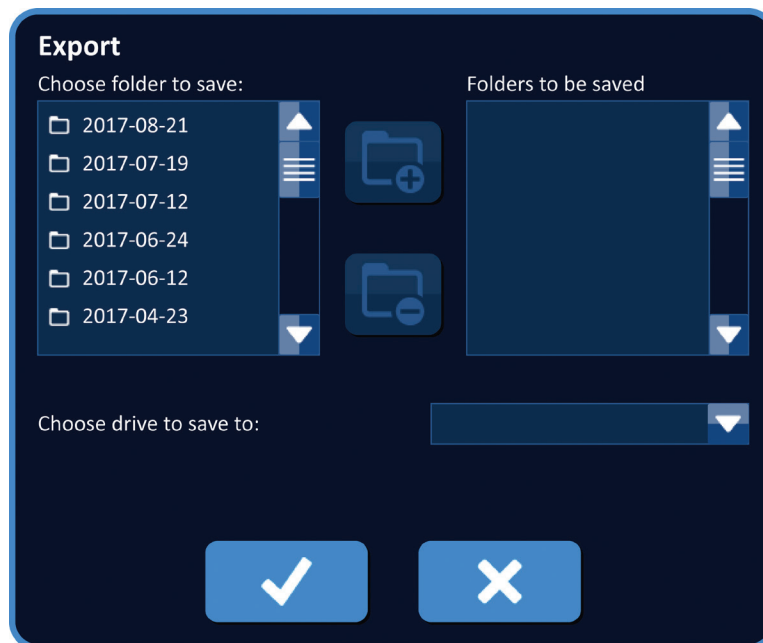 Export
Choose folder to save:
Folders to be saved
2017-08-21
2017-07-19
2017-07-12
2017-06-24
2017-06-12
2017-04-23
Choose drive to save to: